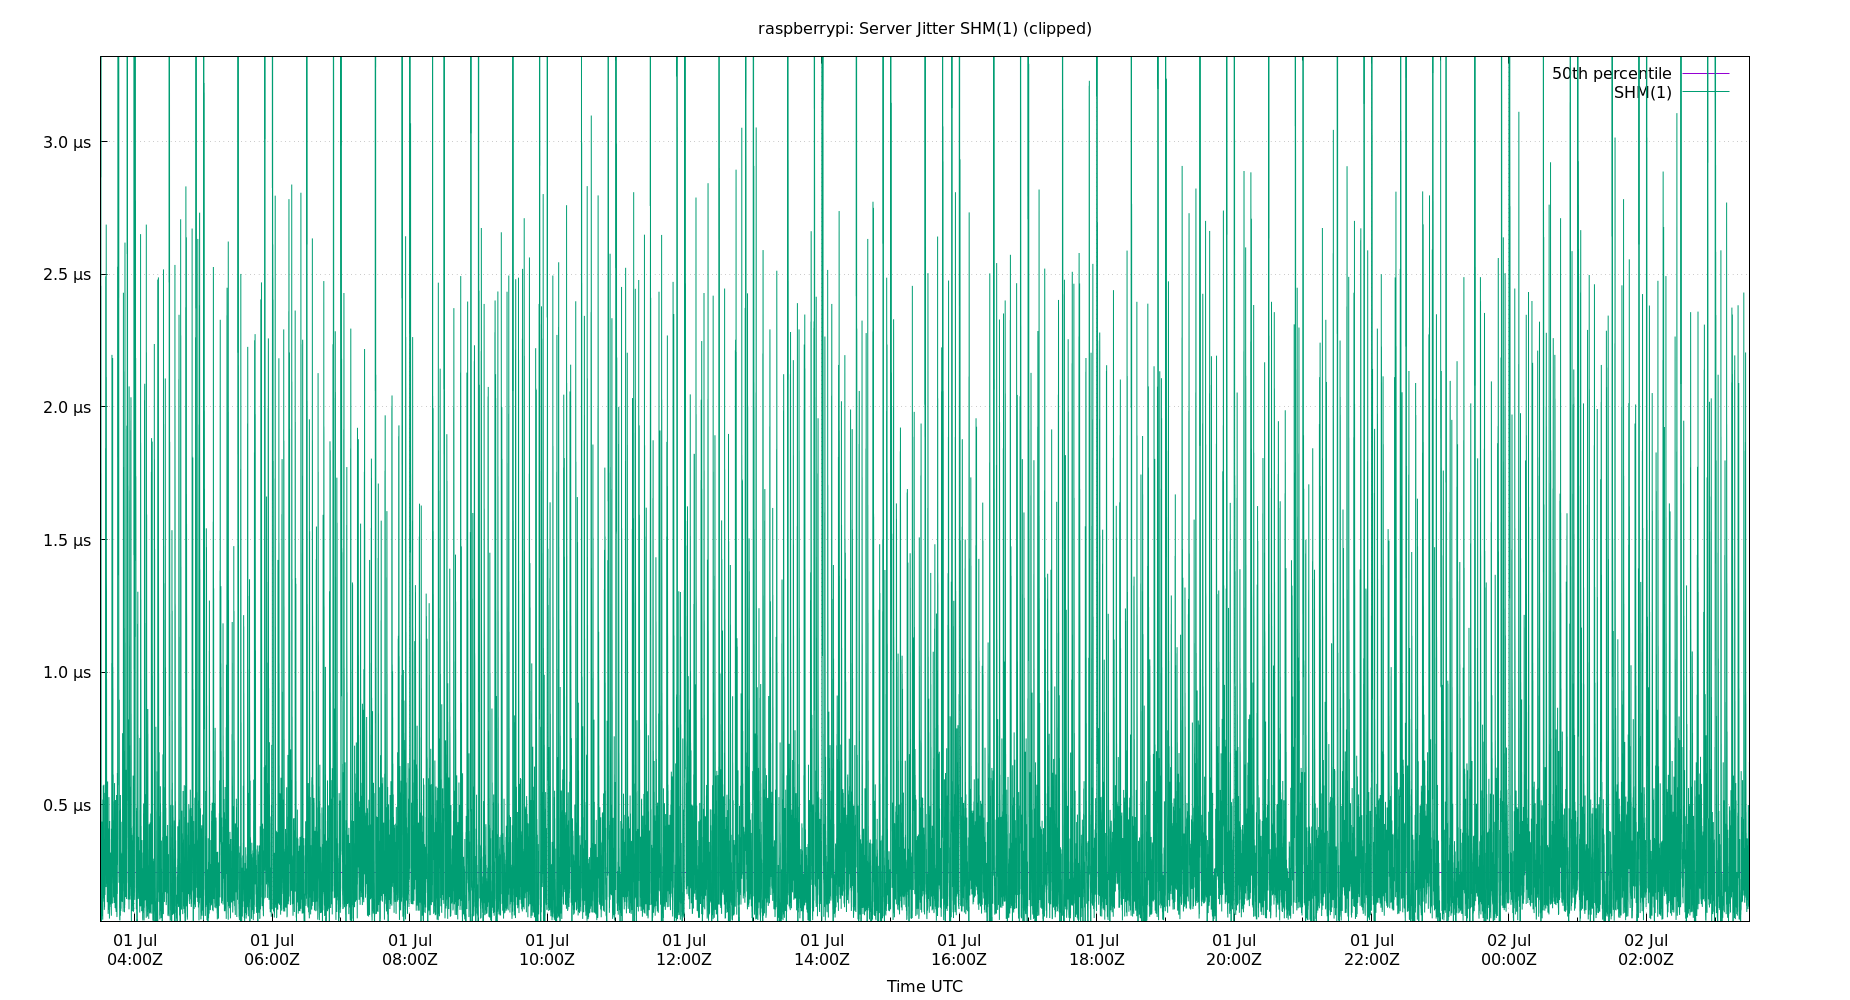 raspberrypi: Server Jitter SHM(1) (clipped)
50th percentile
SHM(1)
3.0 µs
2.5 µs
2.0 µs
1.5 µs
1.0 µs
0.5 µs
01 Jul 01 Jul 01 Jul 01 Jul 01 Jul 01 Jul 01 Jul 01 Jul 01 Jul 01 Jul 02 Jul 02 Jul
04:00Z 06:00Z 08:00Z 10:00Z 12:00Z 14:00Z 16:00Z 18:00Z 20:00Z 22:00Z 00:00Z 02:00Z
Time UTC